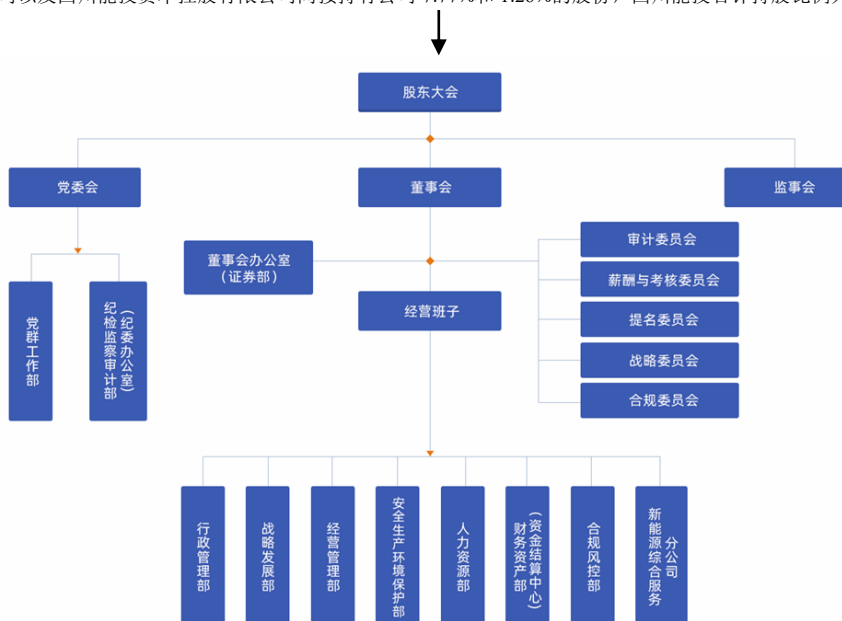 股东大会
党委会
董事会
监事会
董事会办公室
（证券部）
审计委员会
薪酬与考核委员会
提名委员会
战略委员会
合规委员会
经营班子
党群工作部
纪检监察审计部
（纪委办公室）
行政管理部
战略发展部
经营管理部
安全生产环境保护部
人力资源部
财务资产部
（资金结算中心）
合规风控部
新能源综合服务
分公司